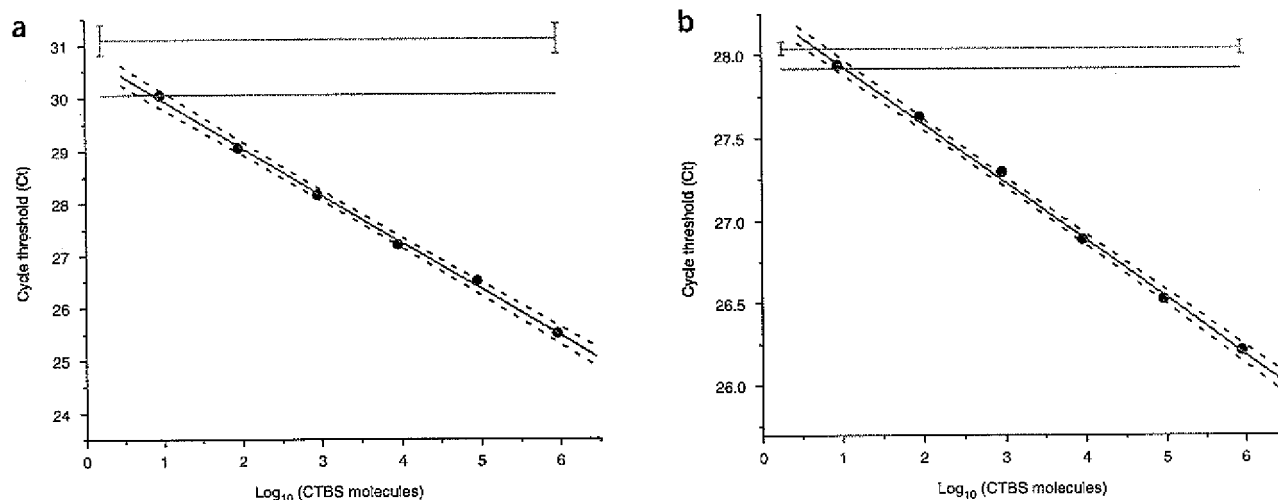 a
31
30
29
28
27
26
25
24
Cycle threshold (Ct)
0 1 2 3 4 5 6
Log10 (CTBS molecules)
b
28.0
27.5
27.0
26.5
26.0
Cycle threshold (Ct)
0 1 2 3 4 5 6
Log10 (CTBS molecules)